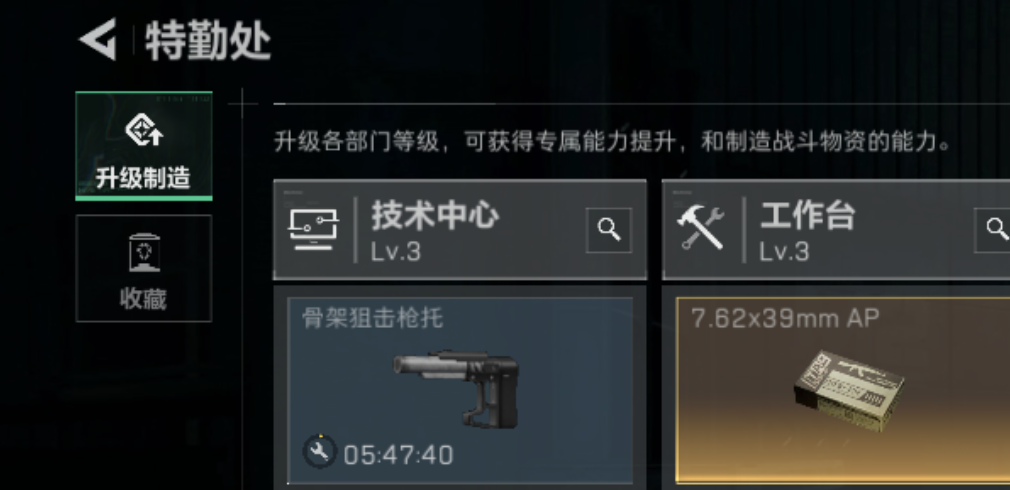 特勤处
升级制造
收藏
升级各部门等级，可获得专属能力提升，和制造战斗物资的能力。
技术中心
Lv.3
工作台
Lv.3
骨架狙击枪托
05:47:40
7.62x39mm AP